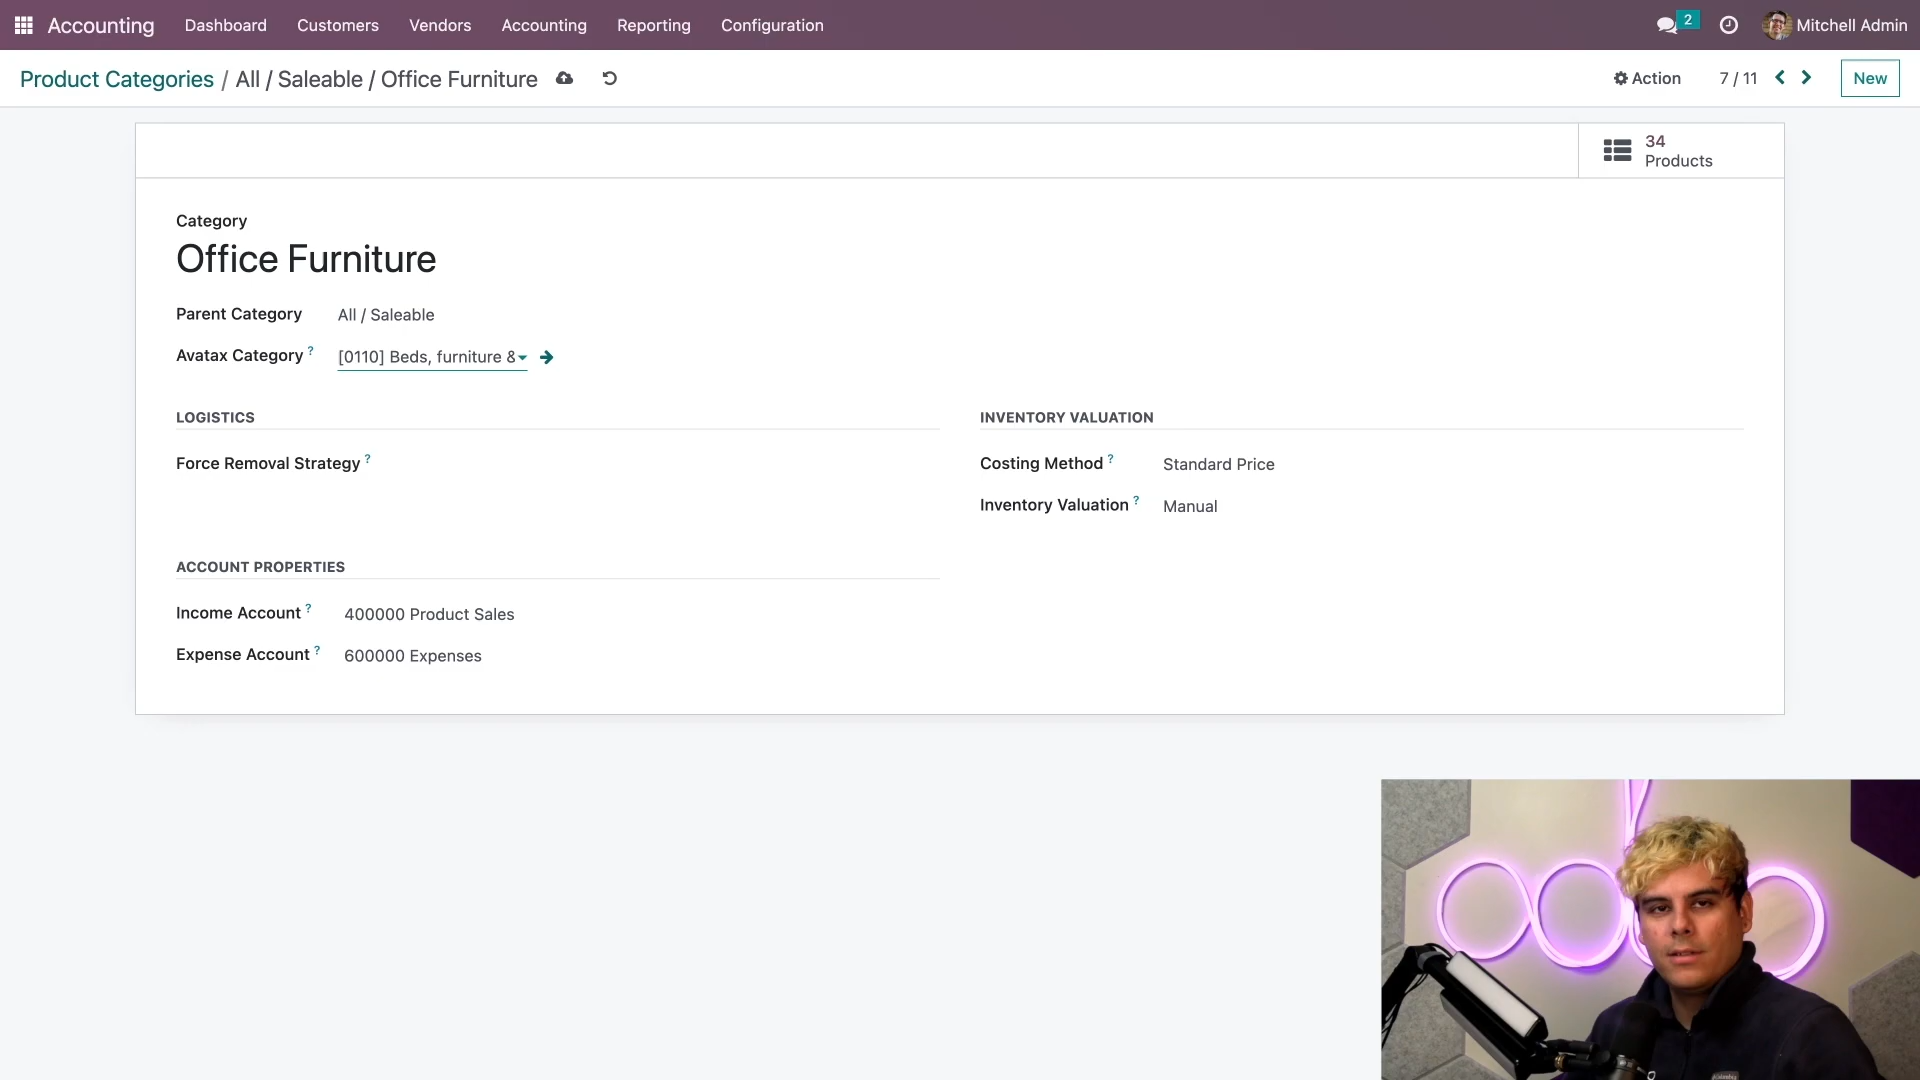 Accounting Dashboard Customers Vendors Accounting Reporting Configuration 2 Mitchell Admin
Product Categories / All / Saleable / Office Furniture Action 7 / 11 New
34
Products
Category
Office Furniture
Parent Category All / Saleable
Avatax Category ? [0110] Beds, furniture &
LOGISTICS
Force Removal Strategy ?
INVENTORY VALUATION
Costing Method ? Standard Price
Inventory Valuation ? Manual
ACCOUNT PROPERTIES
Income Account ? 400000 Product Sales
Expense Account ? 600000 Expenses
odoo